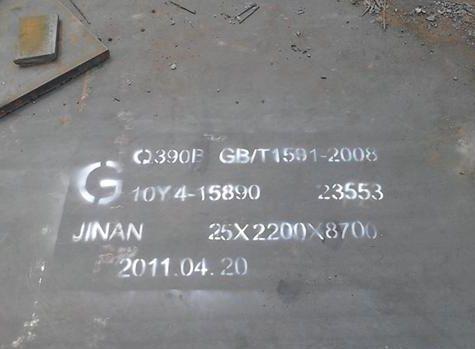 Q390B GB/T1591-2008
G 10Y4-15890 23553
JINAN 25X2200X8700
2011.04.20